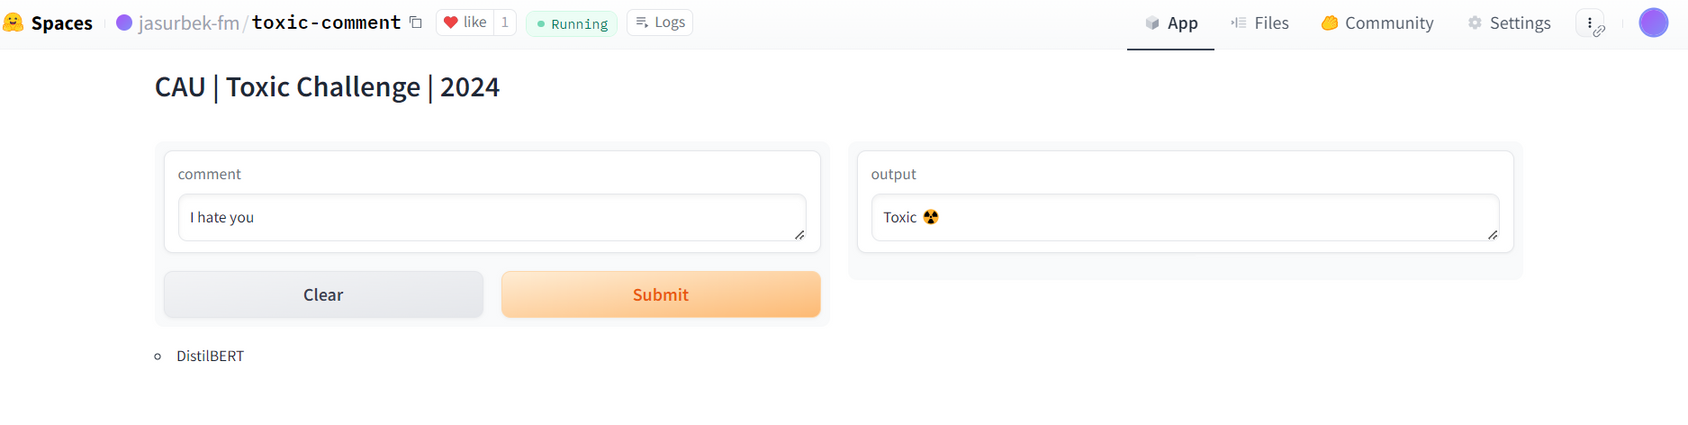 Spaces jasurbek-fm/toxic-comment like 1 Running Logs App Files Community Settings
CAU | Toxic Challenge | 2024
comment
I hate you
Clear Submit
output
Toxic ☢
DistilBERT